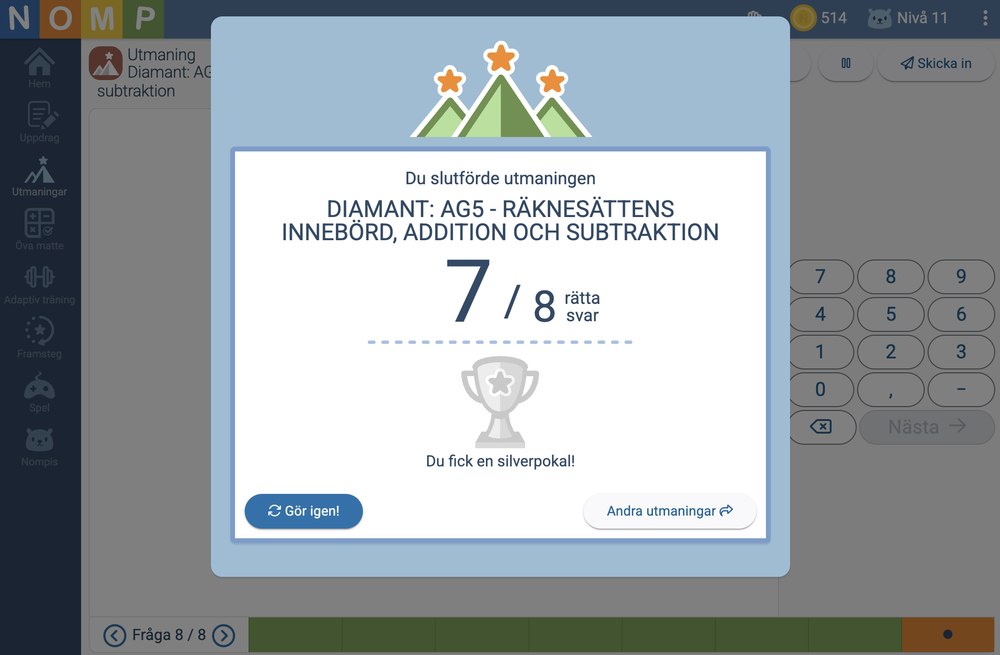 NOMP
514
Nivå 11
Utmaning
Diamant: AG
subtraktion
Skicka in
Hem
Uppdrag
Utmaningar
Öva matte
Adaptiv träning
Framsteg
Spel
Nompis
Du slutförde utmaningen
DIAMANT: AG5 - RÄKNESÄTTENS
INNEBÖRD, ADDITION OCH SUBTRAKTION
7 / 8 rätta
svar
Du fick en silverpokal!
Gör igen!
Andra utmaningar
7 8 9
4 5 6
1 2 3
0 , −
Nästa
Fråga 8 / 8